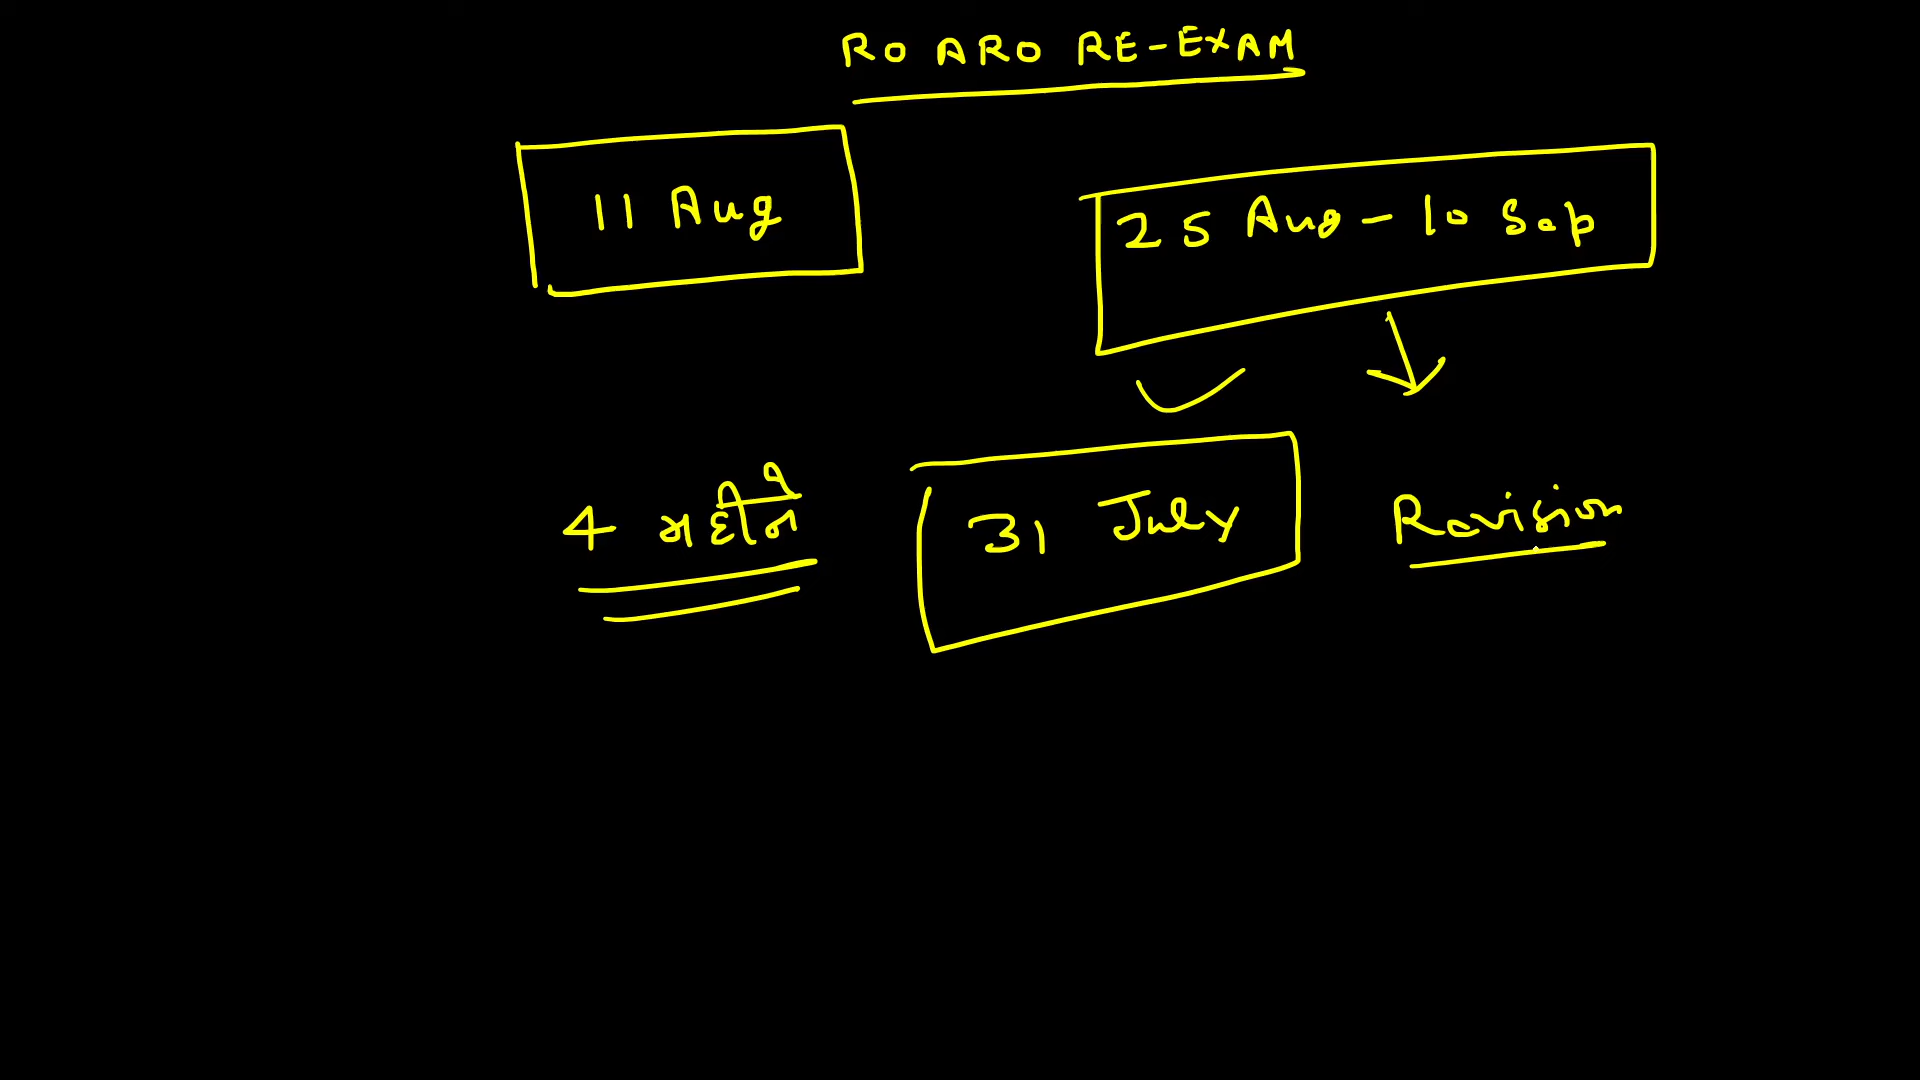 RO ARO RE-EXAM
11 Aug
25 Aug - 10 Sep
4 महीने
31 July
Revision